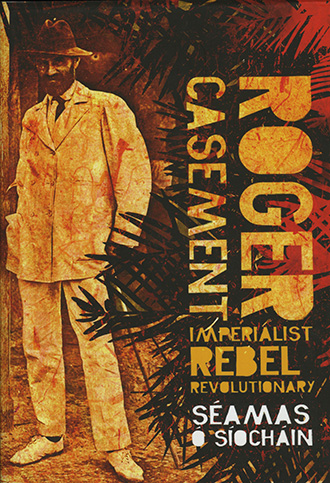 ROGER
CASEMENT
IMPERIALIST
REBEL
REVOLUTIONARY
SÉAMAS
Ó SÍOCHÁIN